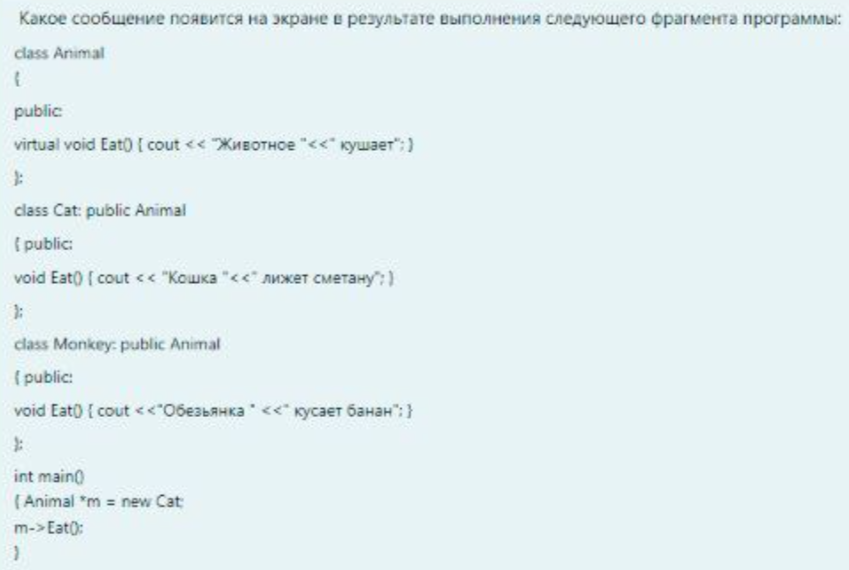 Какое сообщение появится на экране в результате выполнения следующего фрагмента программы:
class Animal
{
public:
virtual void Eat() { cout << "Животное "<<" кушает"; }
};
class Cat: public Animal
{ public:
void Eat() { cout << "Кошка "<<" лижет сметану"; }
};
class Monkey: public Animal
{ public:
void Eat() { cout <<"Обезьянка " <<" кусает банан"; }
};
int main()
{ Animal *m = new Cat;
m->Eat();
}